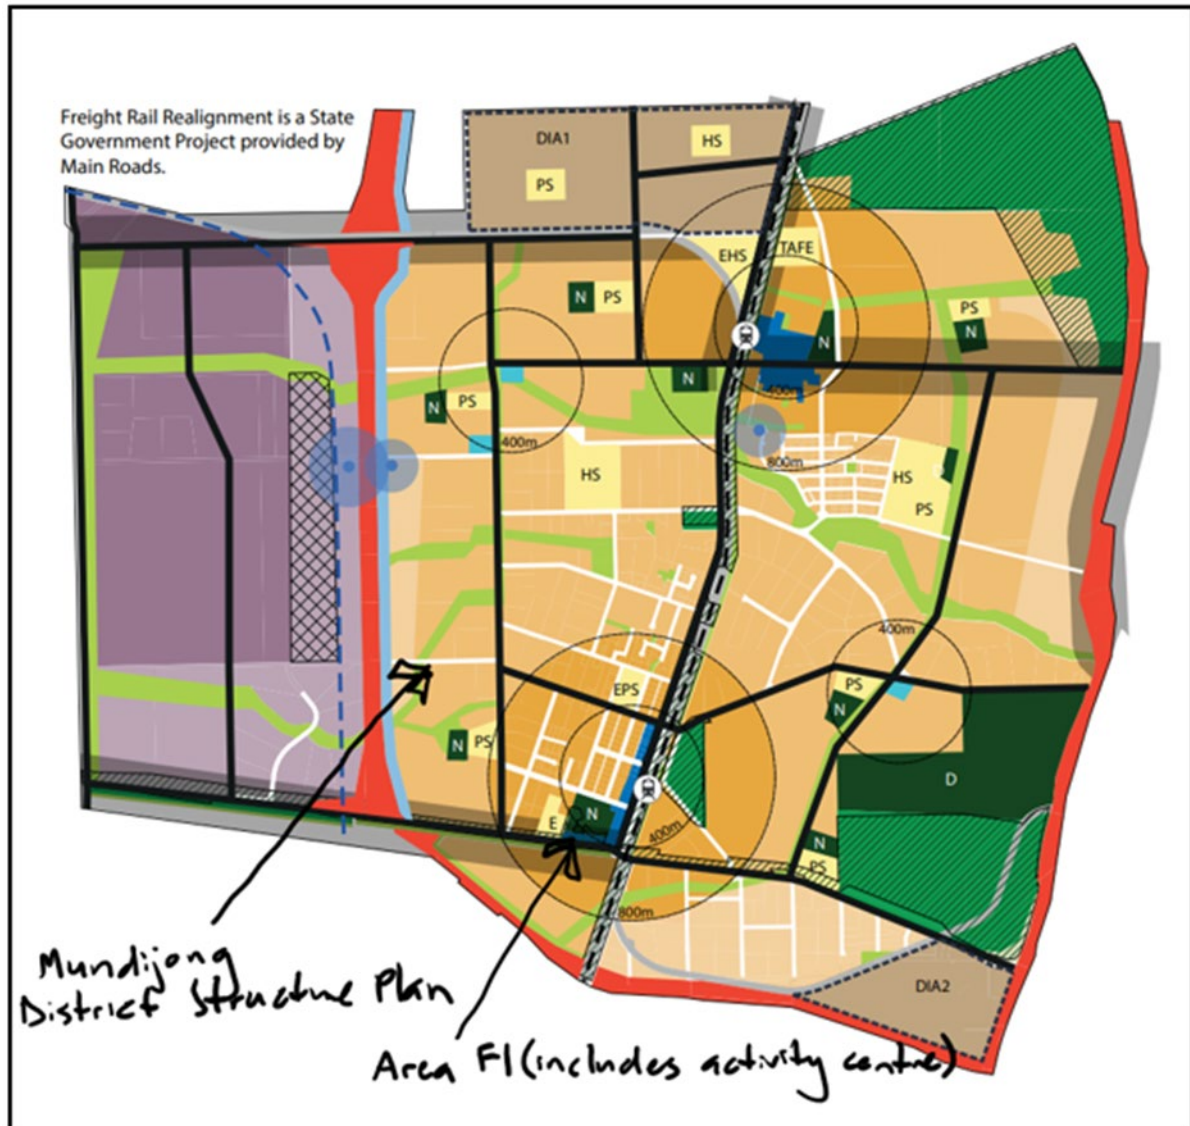 Freight Rail Realignment is a State
Government Project provided by
Main Roads.
DIA1
HS
PS
EHS
TAFE
N PS
PS
N
N
N
400m
N PS
400m
800m
HS
HS
PS
400m
EPS
PS
N
N PS
D
N
E
400m
N
PS
800m
DIA2
Mundijong
District Structure Plan
Area F1 (includes activity centre)